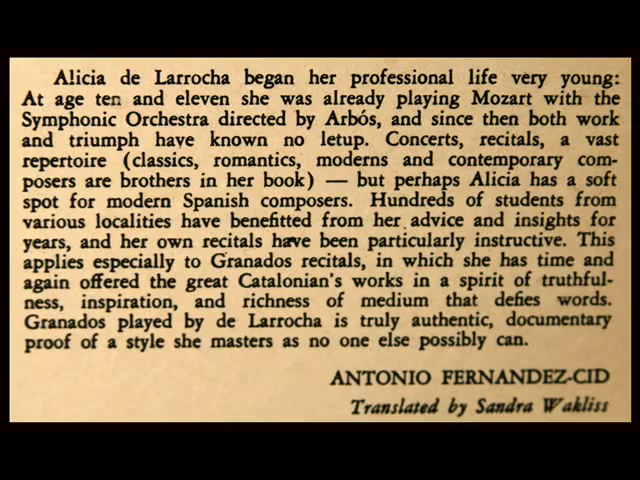 Alicia de Larrocha began her professional life very young:
At age ten and eleven she was already playing Mozart with the
Symphonic Orchestra directed by Arbós, and since then both work
and triumph have known no letup. Concerts, recitals, a vast
repertoire (classics, romantics, moderns and contemporary com-
posers are brothers in her book) — but perhaps Alicia has a soft
spot for modern Spanish composers. Hundreds of students from
various localities have benefitted from her advice and insights for
years, and her own recitals have been particularly instructive. This
applies especially to Granados recitals, in which she has time and
again offered the great Catalonian's works in a spirit of truthful-
ness, inspiration, and richness of medium that defies words.
Granados played by de Larrocha is truly authentic, documentary
proof of a style she masters as no one else possibly can.
ANTONIO FERNANDEZ-CID
Translated by Sandra Wakliss